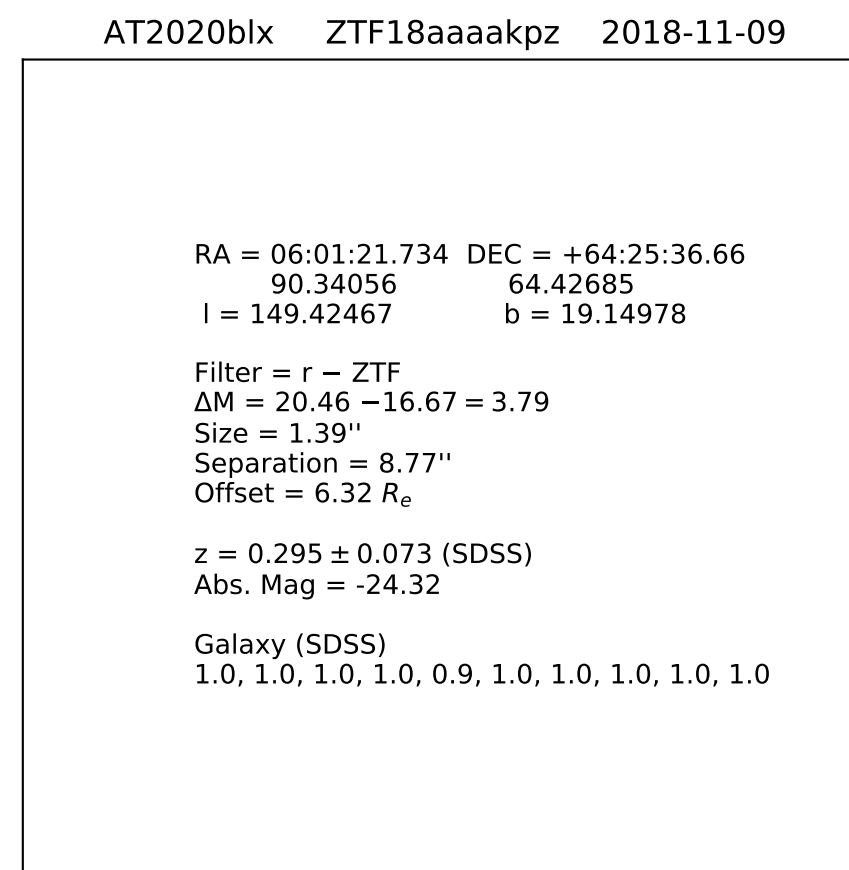 AT2020blx ZTF18aaaakpz 2018-11-09
RA = 06:01:21.734 DEC = +64:25:36.66
90.34056 64.42685
l = 149.42467 b = 19.14978
Filter = r − ZTF
ΔM = 20.46 −16.67 = 3.79
Size = 1.39''
Separation = 8.77''
Offset = 6.32 Rₑ
z = 0.295 ± 0.073 (SDSS)
Abs. Mag = -24.32
Galaxy (SDSS)
1.0, 1.0, 1.0, 1.0, 0.9, 1.0, 1.0, 1.0, 1.0, 1.0